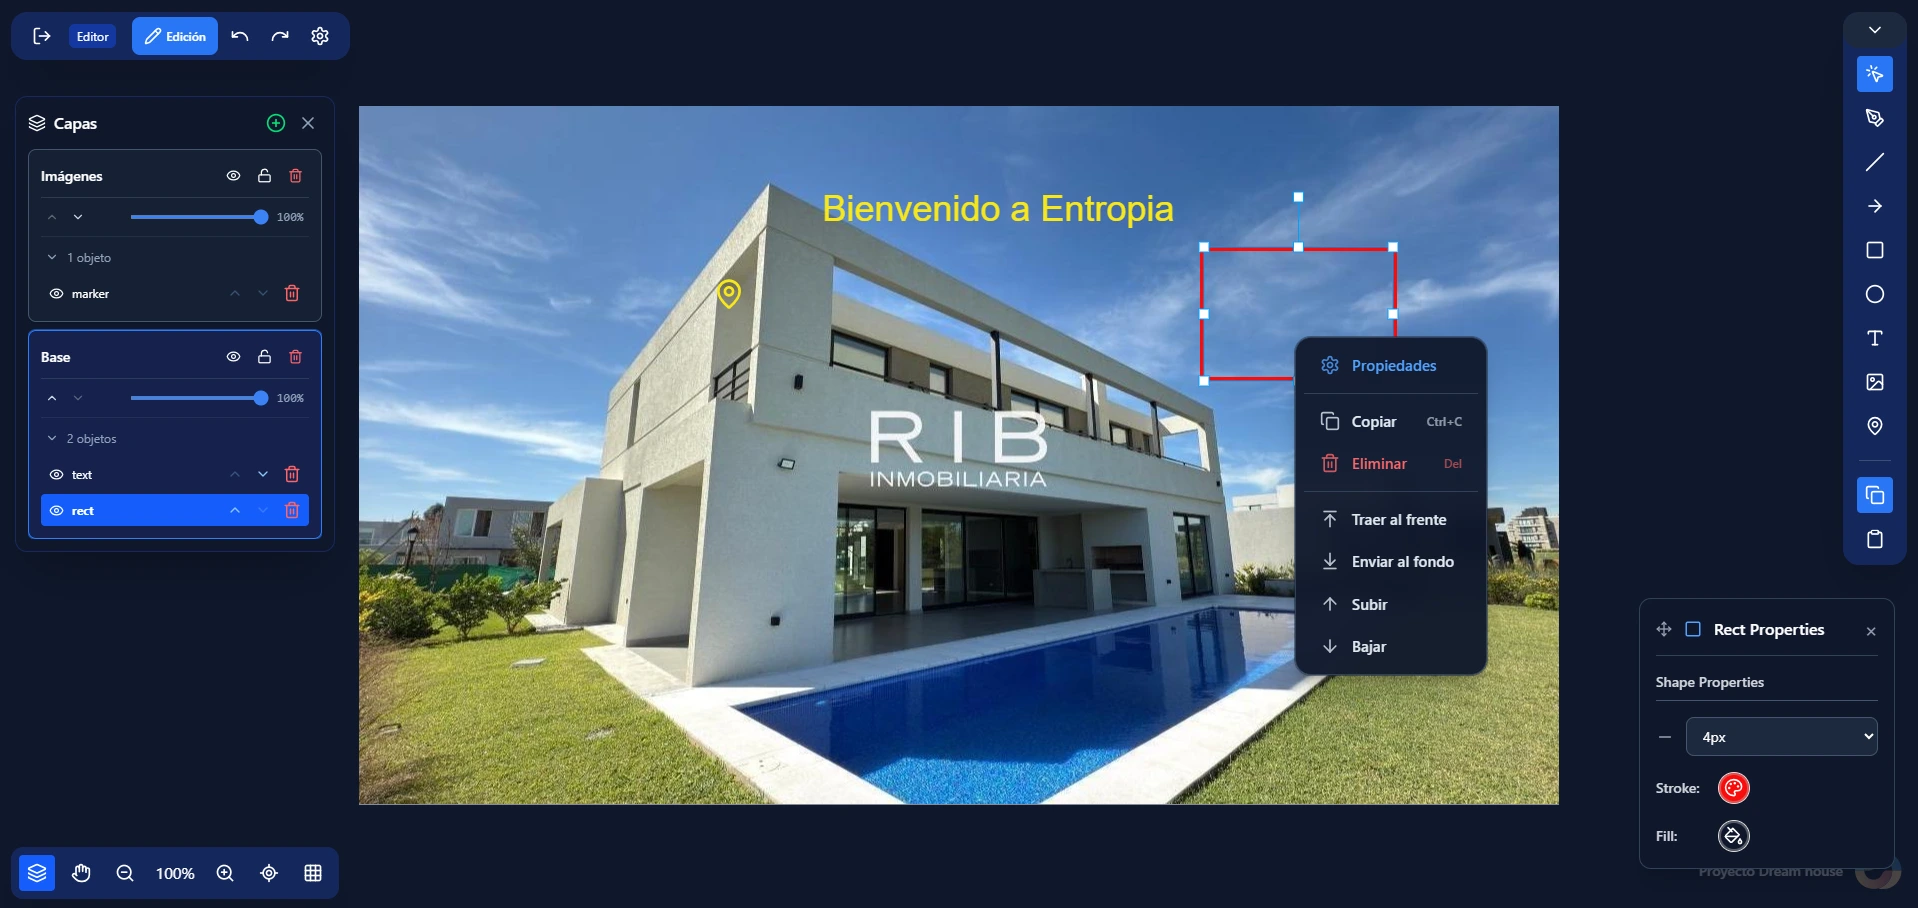 Editor
Edición
Capas
Imágenes
100%
1 objeto
marker
Base
100%
2 objetos
text
rect
Bienvenido a Entropia
RIB
INMOBILIARIA
Propiedades
Copiar Ctrl+C
Eliminar Del
Traer al frente
Enviar al fondo
Subir
Bajar
Rect Properties
Shape Properties
4px
Stroke:
Fill:
Proyecto Dream house
100%